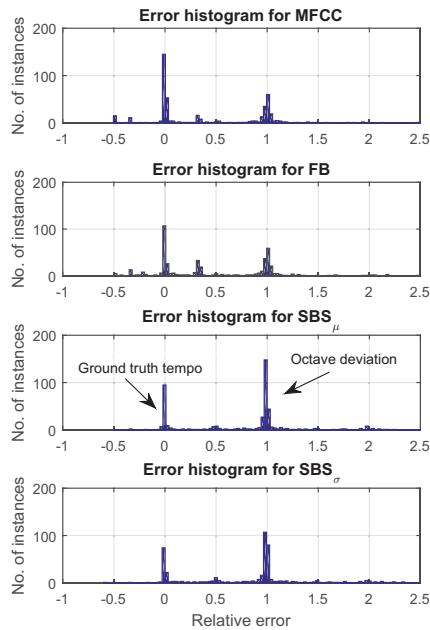 Error histogram for MFCC
200
100
0
No. of instances
-1 -0.5 0 0.5 1 1.5 2 2.5
Error histogram for FB
200
100
0
No. of instances
-1 -0.5 0 0.5 1 1.5 2 2.5
Error histogram for SBS μ
200
100
0
No. of instances
Ground truth tempo
Octave deviation
-1 -0.5 0 0.5 1 1.5 2 2.5
Error histogram for SBS σ
200
100
0
No. of instances
-1 -0.5 0 0.5 1 1.5 2 2.5
Relative error